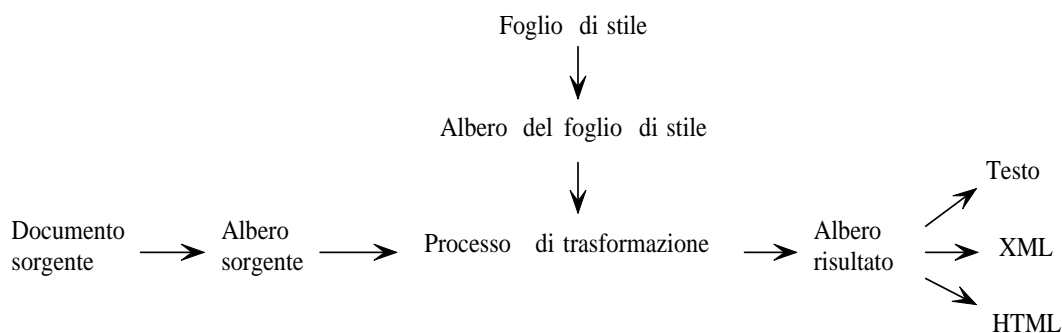 Foglio di stile
Albero del foglio di stile
Testo
Documento
sorgente
Albero
sorgente
Processo di trasformazione
Albero
risultato
XML
HTML